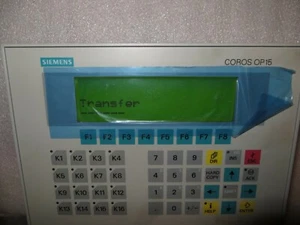 SIEMENS
COROS OP15
Transfer
F1 F2 F3 F4 F5 F6 F7 F8
K1 K2 K3 K4 7 8 9
K5 K6 K7 K8 4 5 6
K9 K10 K11 K12 1 2 3
K13 K14 K15 K16 0
HELP
ACK